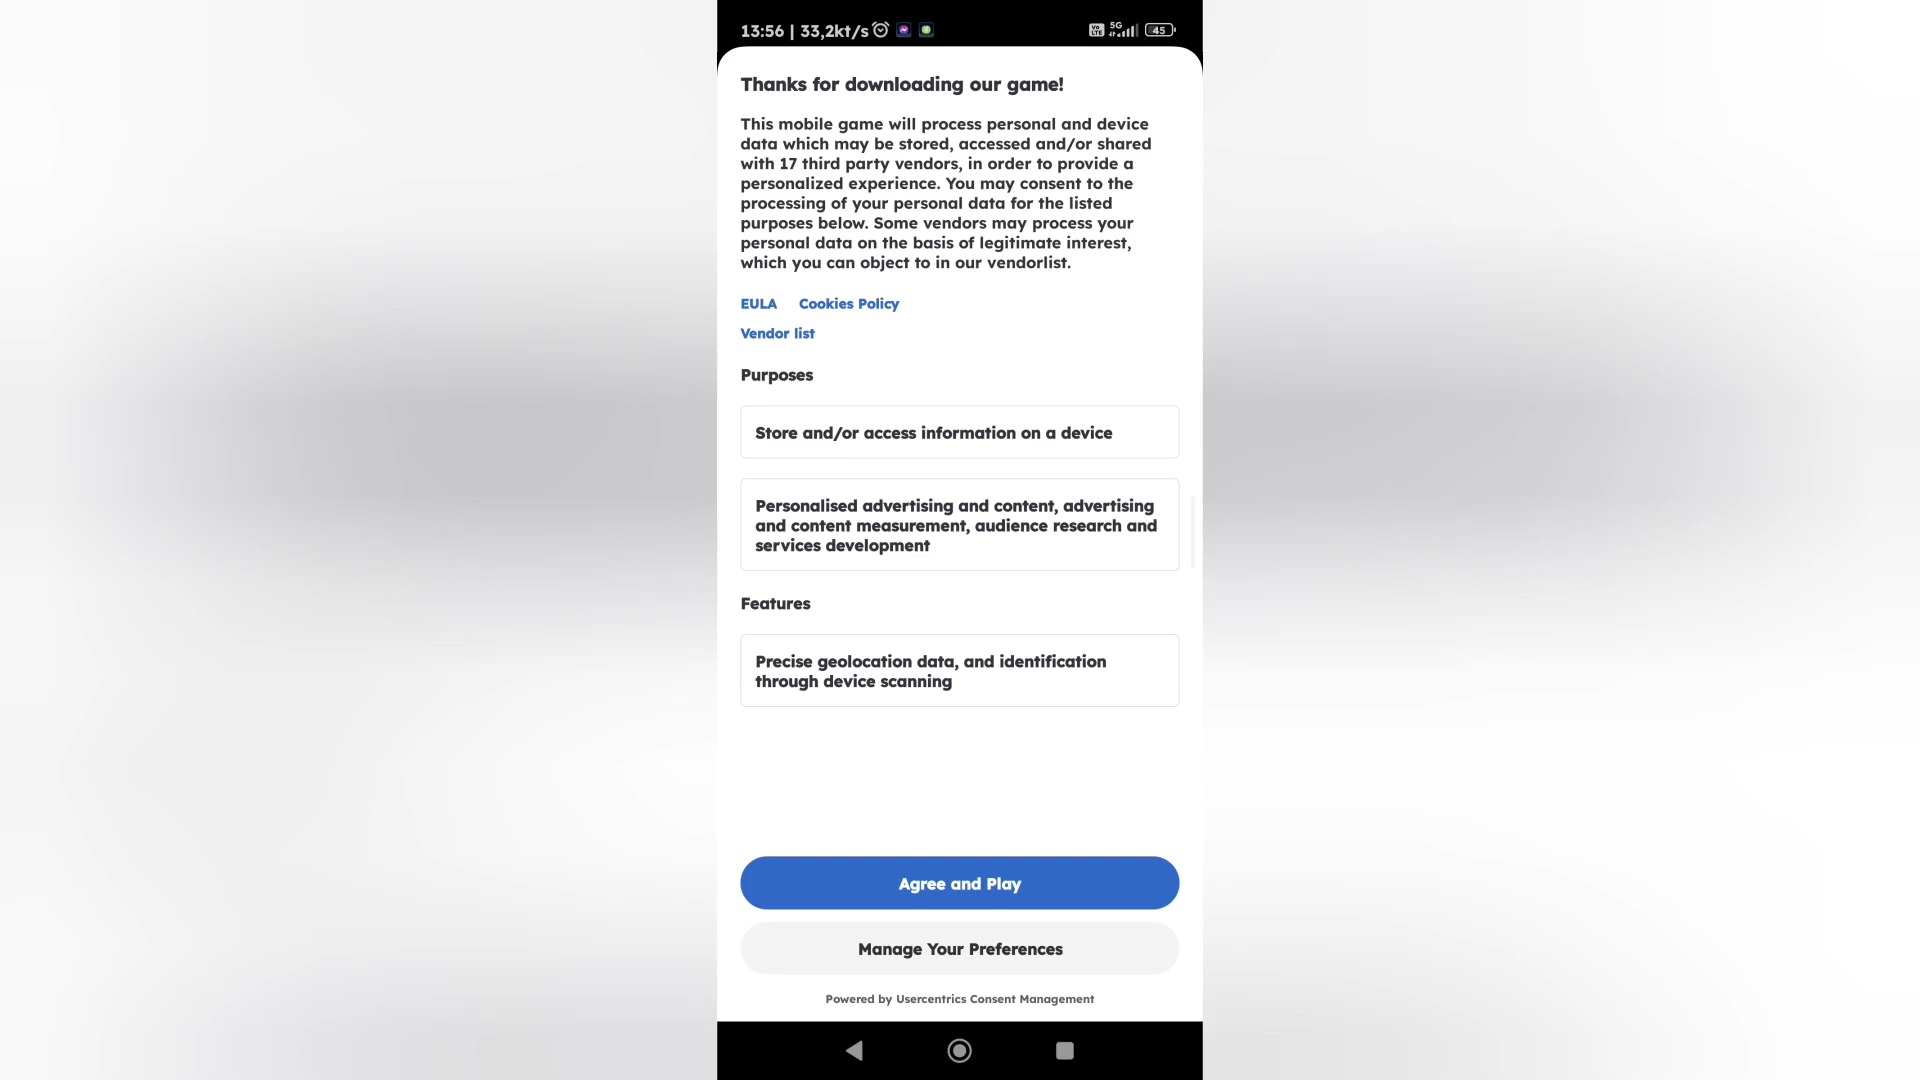 13:56 | 33,2kt/s
Vo LTE 5G 45
Thanks for downloading our game!
This mobile game will process personal and device
data which may be stored, accessed and/or shared
with 17 third party vendors, in order to provide a
personalized experience. You may consent to the
processing of your personal data for the listed
purposes below. Some vendors may process your
personal data on the basis of legitimate interest,
which you can object to in our vendorlist.
EULA Cookies Policy
Vendor list
Purposes
Store and/or access information on a device
Personalised advertising and content, advertising
and content measurement, audience research and
services development
Features
Precise geolocation data, and identification
through device scanning
Agree and Play
Manage Your Preferences
Powered by Usercentrics Consent Management